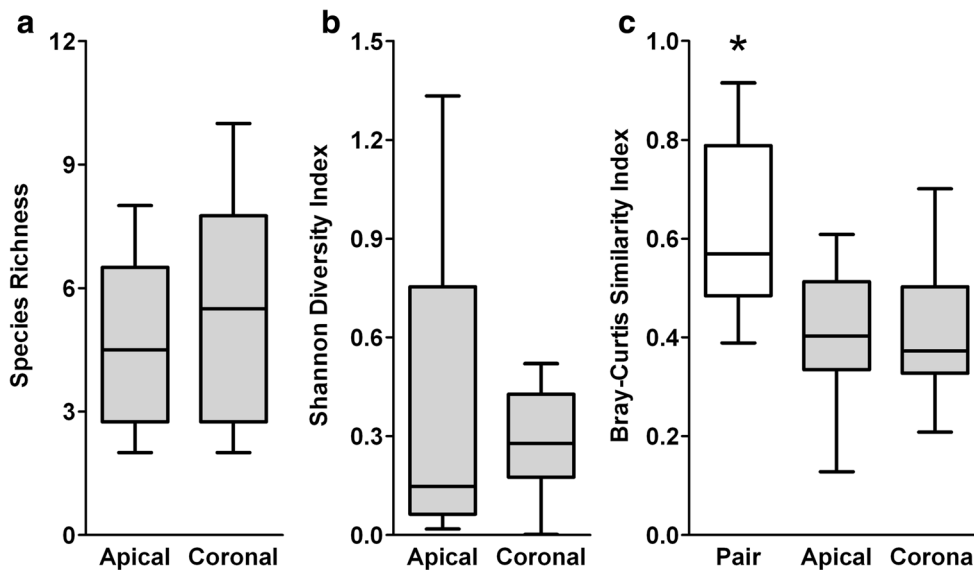 a
Species Richness
12
9
6
3
0
Apical Coronal
b
Shannon Diversity Index
1.5
1.2
0.9
0.6
0.3
0.0
Apical Coronal
c
Bray-Curtis Similarity Index
1.0
0.8
0.6
0.4
0.2
0.0
*
Pair Apical Corona